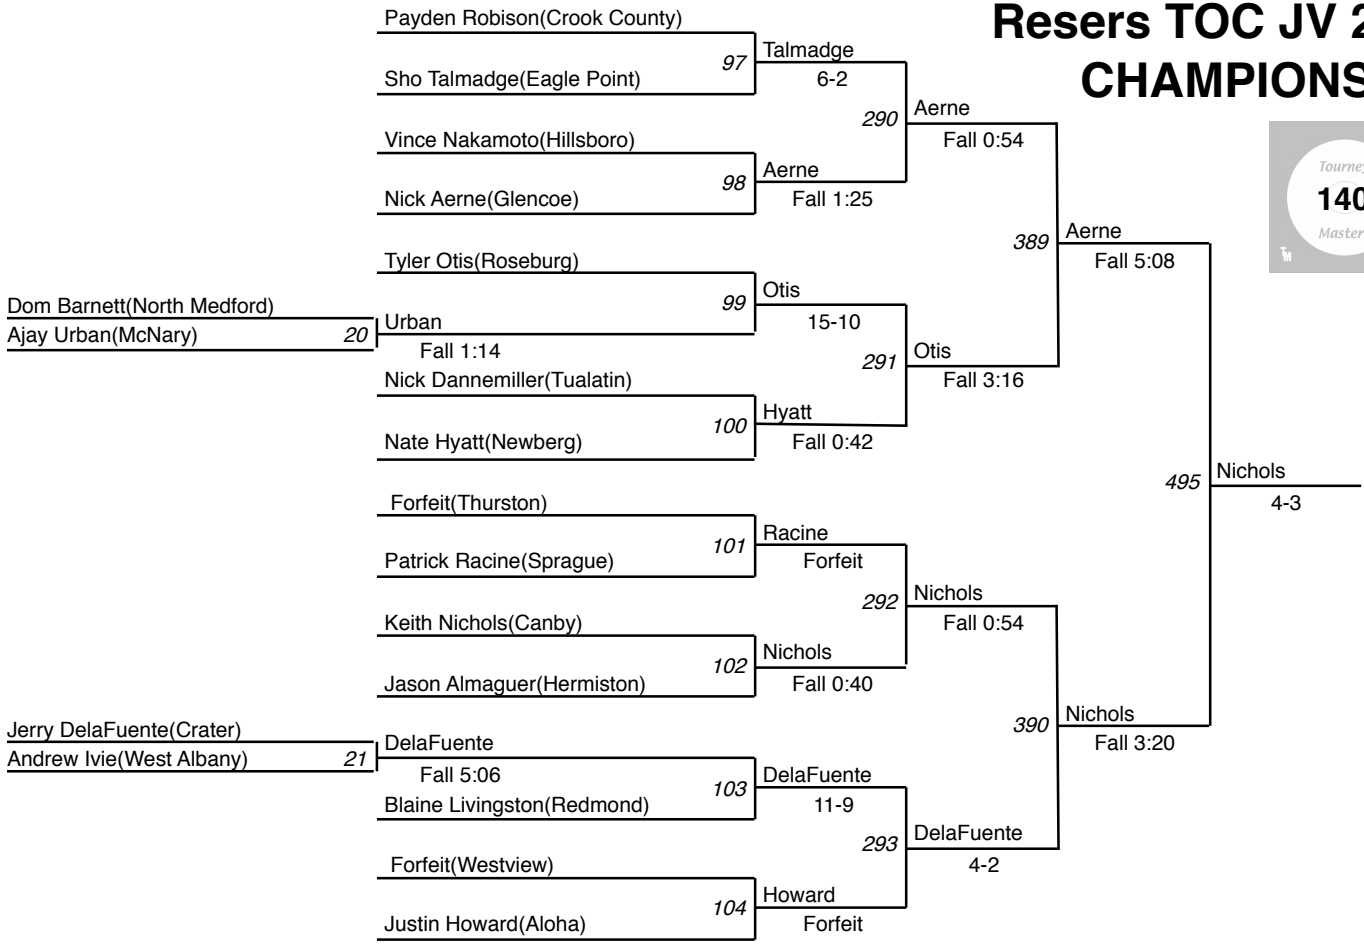 Resers TOC JV 2
CHAMPIONS
Tourney
140
Master
TM
Payden Robison(Crook County)
97
Talmadge
6-2
Sho Talmadge(Eagle Point)
290
Aerne
Fall 0:54
Vince Nakamoto(Hillsboro)
98
Aerne
Fall 1:25
Nick Aerne(Glencoe)
389
Aerne
Fall 5:08
Tyler Otis(Roseburg)
99
Otis
15-10
Dom Barnett(North Medford)
Ajay Urban(McNary)
20
Urban
Fall 1:14
291
Otis
Fall 3:16
Nick Dannemiller(Tualatin)
100
Hyatt
Fall 0:42
Nate Hyatt(Newberg)
495
Nichols
4-3
Forfeit(Thurston)
101
Racine
Forfeit
Patrick Racine(Sprague)
292
Nichols
Fall 0:54
Keith Nichols(Canby)
102
Nichols
Fall 0:40
Jason Almaguer(Hermiston)
390
Nichols
Fall 3:20
Jerry DelaFuente(Crater)
Andrew Ivie(West Albany)
21
DelaFuente
Fall 5:06
103
DelaFuente
11-9
Blaine Livingston(Redmond)
293
DelaFuente
4-2
Forfeit(Westview)
104
Howard
Forfeit
Justin Howard(Aloha)